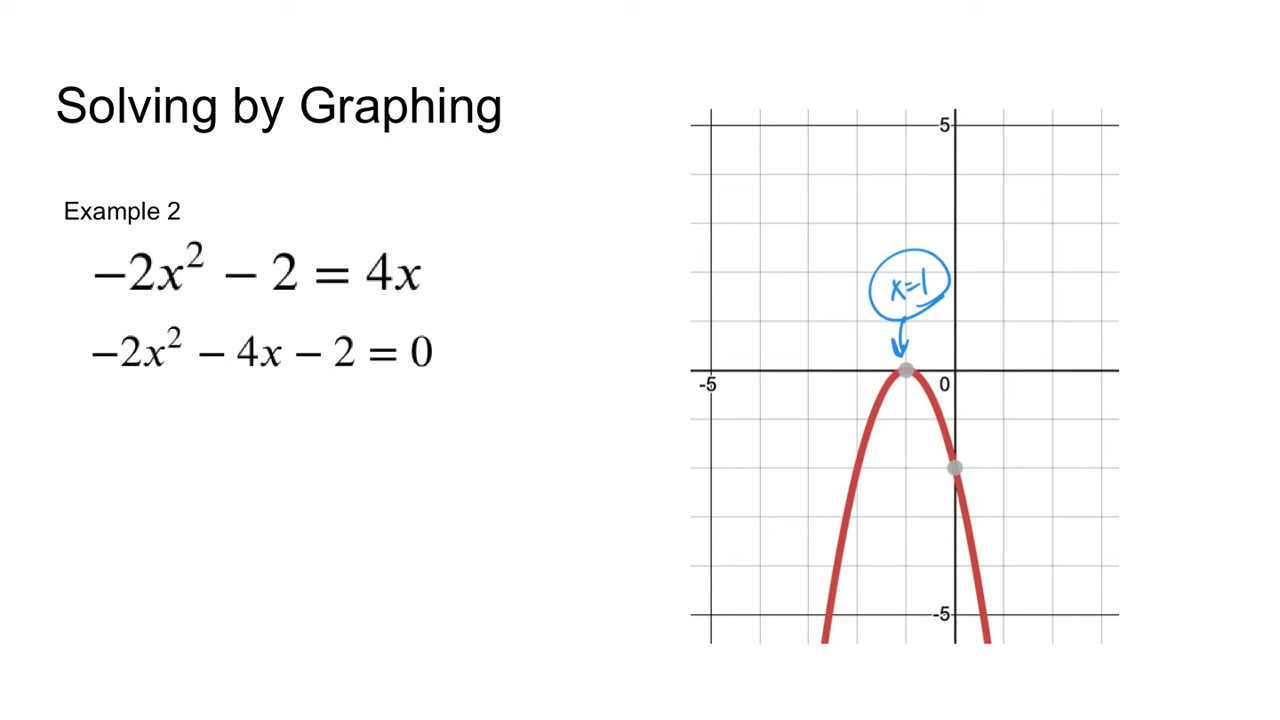 Solving by Graphing
Example 2
−2x² − 2 = 4x
−2x² − 4x − 2 = 0
5
x=-1
-5
0
-5